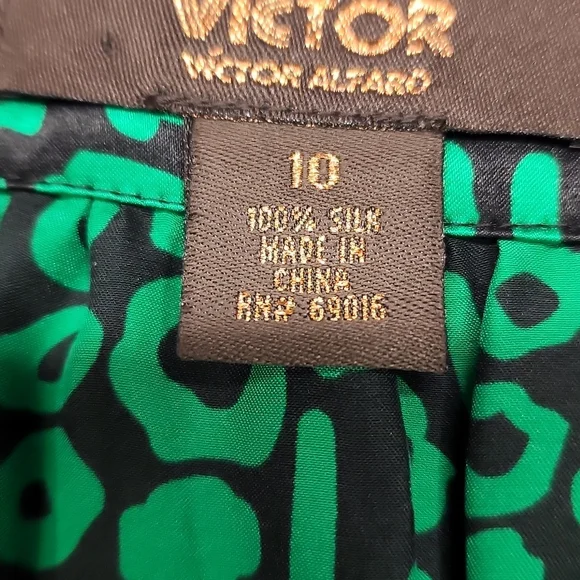 VICTOR
VICTOR ALFARO
10
100% SILK
MADE IN
CHINA
RN# 69016